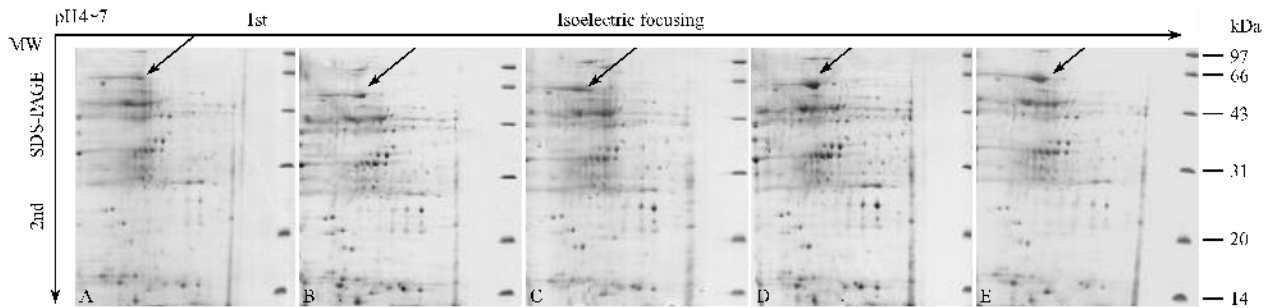 pH4~7 1st Isoelectric focusing
MW kDa
97
66
SDS-PAGE 43
31
2nd
20
A B C D E 14